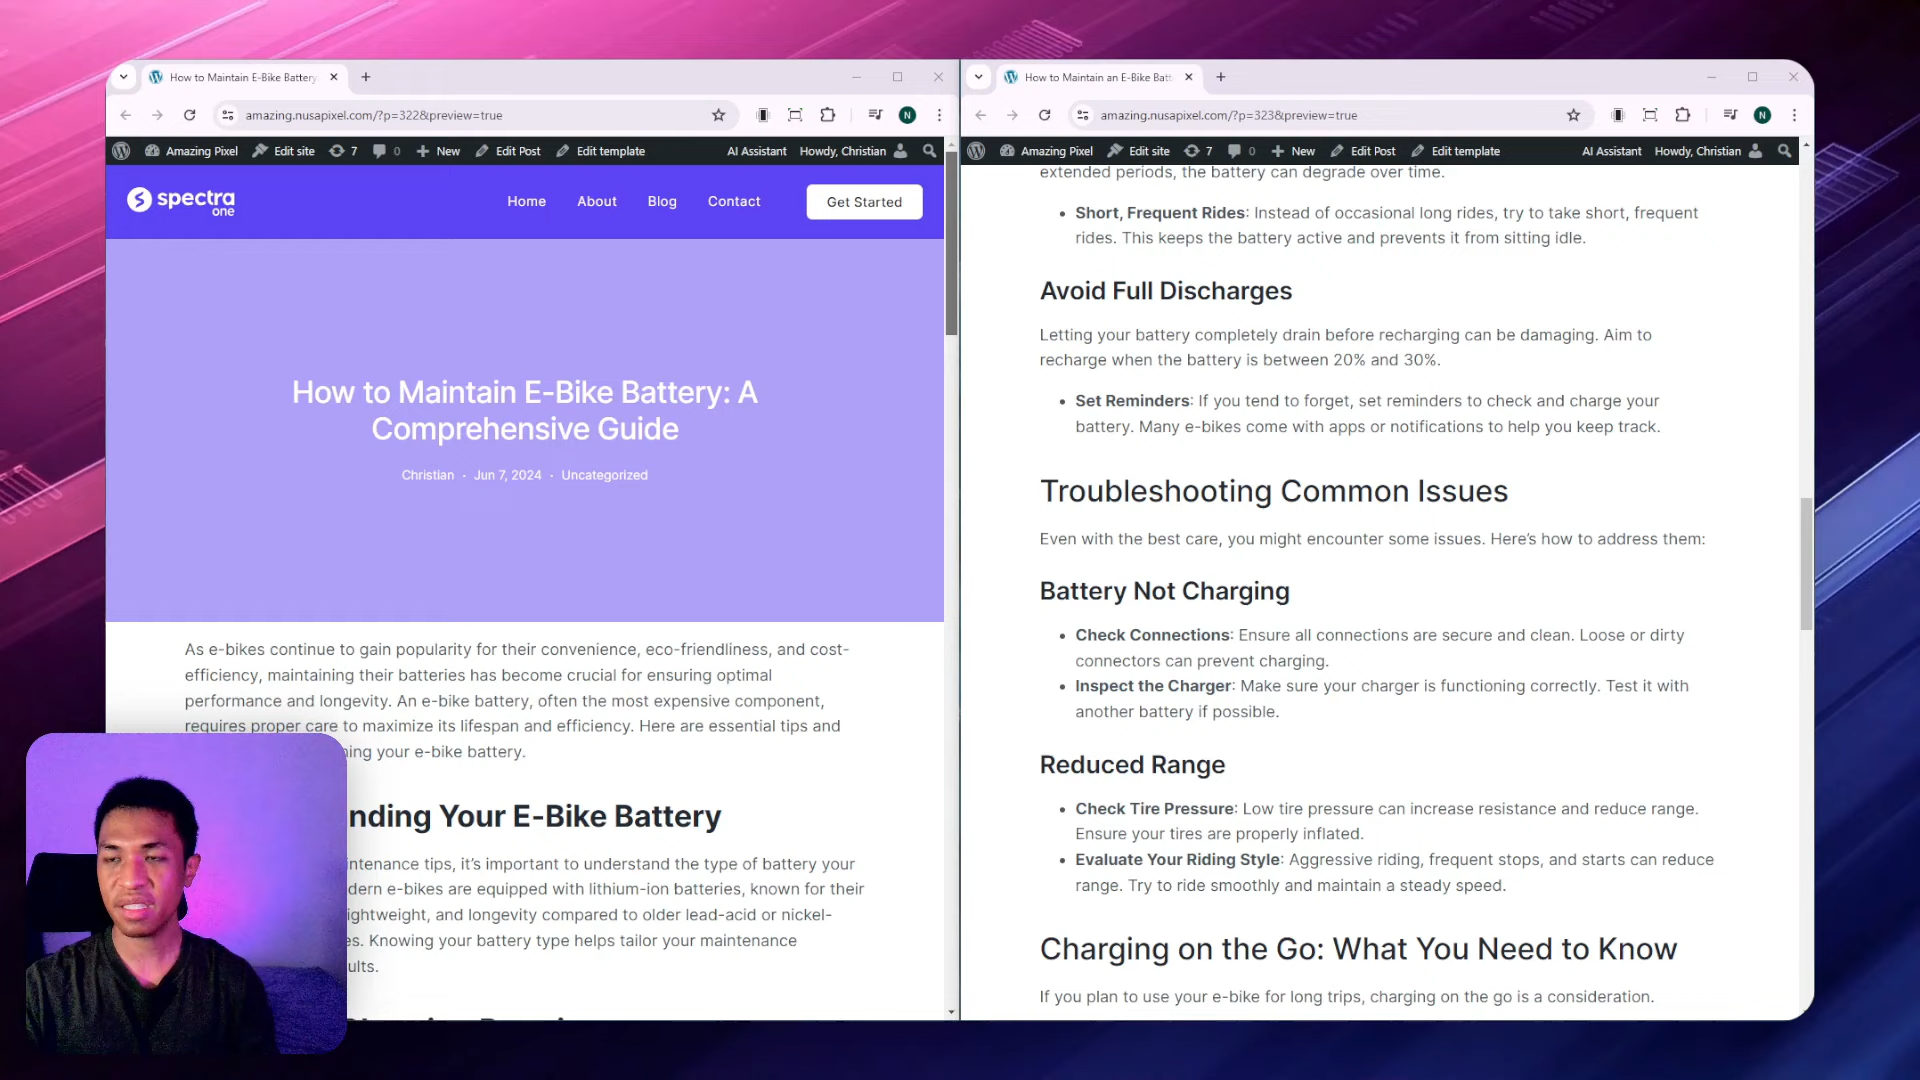 How to Maintain E-Bike Battery
amazing.nusapixel.com/?p=322&preview=true
N
Amazing Pixel Edit site 7 0 New Edit Post Edit template AI Assistant Howdy, Christian
spectra
one
Home About Blog Contact Get Started
How to Maintain E-Bike Battery: A
Comprehensive Guide
Christian · Jun 7, 2024 · Uncategorized
As e-bikes continue to gain popularity for their convenience, eco-friendliness, and cost-
efficiency, maintaining their batteries has become crucial for ensuring optimal
performance and longevity. An e-bike battery, often the most expensive component,
requires proper care to maximize its lifespan and efficiency. Here are essential tips and
ning your e-bike battery.
nding Your E-Bike Battery
intenance tips, it’s important to understand the type of battery your
dern e-bikes are equipped with lithium-ion batteries, known for their
ightweight, and longevity compared to older lead-acid or nickel-
es. Knowing your battery type helps tailor your maintenance
ults.
How to Maintain an E-Bike Batt
amazing.nusapixel.com/?p=323&preview=true
N
Amazing Pixel Edit site 7 0 New Edit Post Edit template AI Assistant Howdy, Christian
extended periods, the battery can degrade over time.
• Short, Frequent Rides: Instead of occasional long rides, try to take short, frequent
rides. This keeps the battery active and prevents it from sitting idle.
Avoid Full Discharges
Letting your battery completely drain before recharging can be damaging. Aim to
recharge when the battery is between 20% and 30%.
• Set Reminders: If you tend to forget, set reminders to check and charge your
battery. Many e-bikes come with apps or notifications to help you keep track.
Troubleshooting Common Issues
Even with the best care, you might encounter some issues. Here’s how to address them:
Battery Not Charging
• Check Connections: Ensure all connections are secure and clean. Loose or dirty
connectors can prevent charging.
• Inspect the Charger: Make sure your charger is functioning correctly. Test it with
another battery if possible.
Reduced Range
• Check Tire Pressure: Low tire pressure can increase resistance and reduce range.
Ensure your tires are properly inflated.
• Evaluate Your Riding Style: Aggressive riding, frequent stops, and starts can reduce
range. Try to ride smoothly and maintain a steady speed.
Charging on the Go: What You Need to Know
If you plan to use your e-bike for long trips, charging on the go is a consideration.